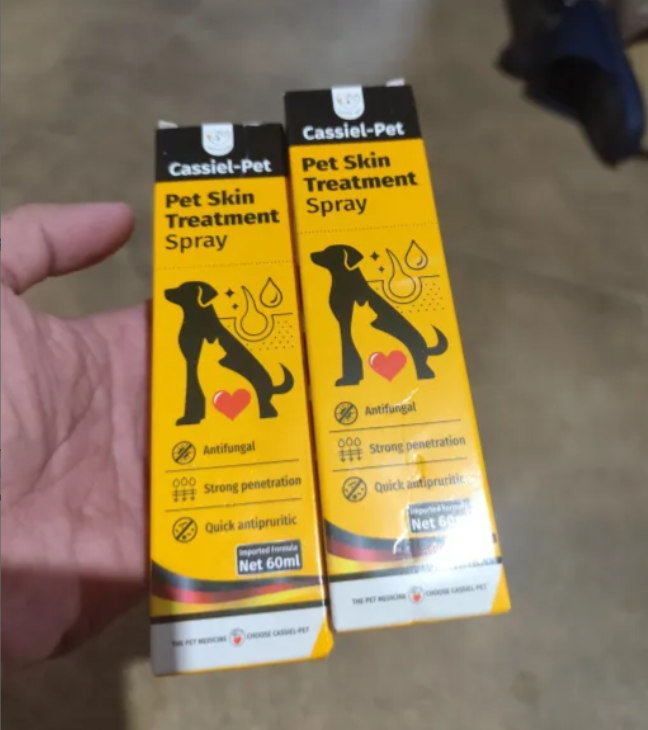 Cassiel-Pet
Pet Skin
Treatment
Spray
Antifungal
Strong penetration
Quick antipruritic
Imported Formula
Net 60ml
THE PET MEDICINE CHOOSE CASSIEL-PET
Cassiel-Pet
Pet Skin
Treatment
Spray
Antifungal
Strong penetration
Quick antipruritic
Imported Formula
Net
THE PET MEDICINE CHOOSE CASSIEL-PET